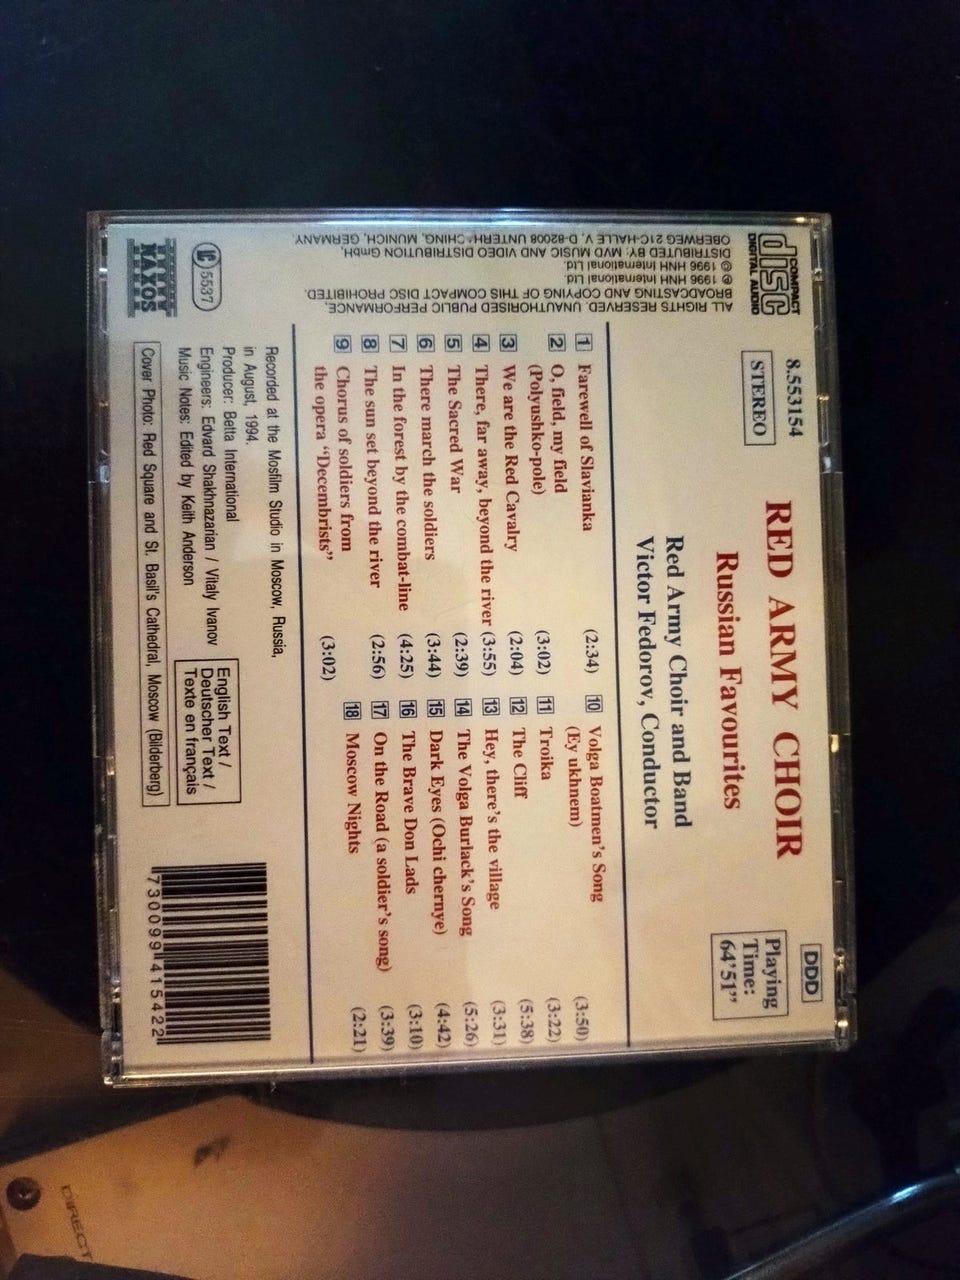 8.553154
STEREO
RED ARMY CHOIR
Russian Favourites
Red Army Choir and Band
Victor Fedorov, Conductor
DDD
Playing
Time:
64'51"
1 Farewell of Slavianka (2:34)
2 O, field, my field
(Polyushko-pole) (3:02)
3 We are the Red Cavalry (2:04)
4 There, far away, beyond the river (3:55)
5 The Sacred War (2:39)
6 There march the soldiers (3:44)
7 In the forest by the combat-line (4:25)
8 The sun set beyond the river (2:56)
9 Chorus of soldiers from
the opera "Decembrists" (3:02)
10 Volga Boatmen's Song
(Ey ukhnem) (3:50)
11 Troika (3:22)
12 The Cliff (5:38)
13 Hey, there's the village (3:31)
14 The Volga Burlack's Song (5:26)
15 Dark Eyes (Ochi chernye) (4:42)
16 The Brave Don Lads (3:10)
17 On the Road (a soldier's song) (3:39)
18 Moscow Nights (2:21)
Recorded at the Mosfilm Studio in Moscow, Russia,
in August, 1994.
Producer: Betta International
Engineers: Edvard Shakhnazarian / Vitaly Ivanov
Music Notes: Edited by Keith Anderson
English Text /
Deutscher Text /
Texte en français
Cover Photo: Red Square and St. Basil's Cathedral, Moscow (Bilderberg)
7 30099 41542 2
COMPACT
disc
DIGITAL AUDIO
ALL RIGHTS RESERVED. UNAUTHORISED PUBLIC PERFORMANCE,
BROADCASTING AND COPYING OF THIS COMPACT DISC PROHIBITED.
℗ 1996 HNH International Ltd.
© 1996 HNH International Ltd.
DISTRIBUTED BY: MVD MUSIC AND VIDEO DISTRIBUTION GmbH,
OBERWEG 21C-HALLE V, D-82008 UNTERHACHING, MUNICH, GERMANY.
LC 5537
NAXOS
DIRECT